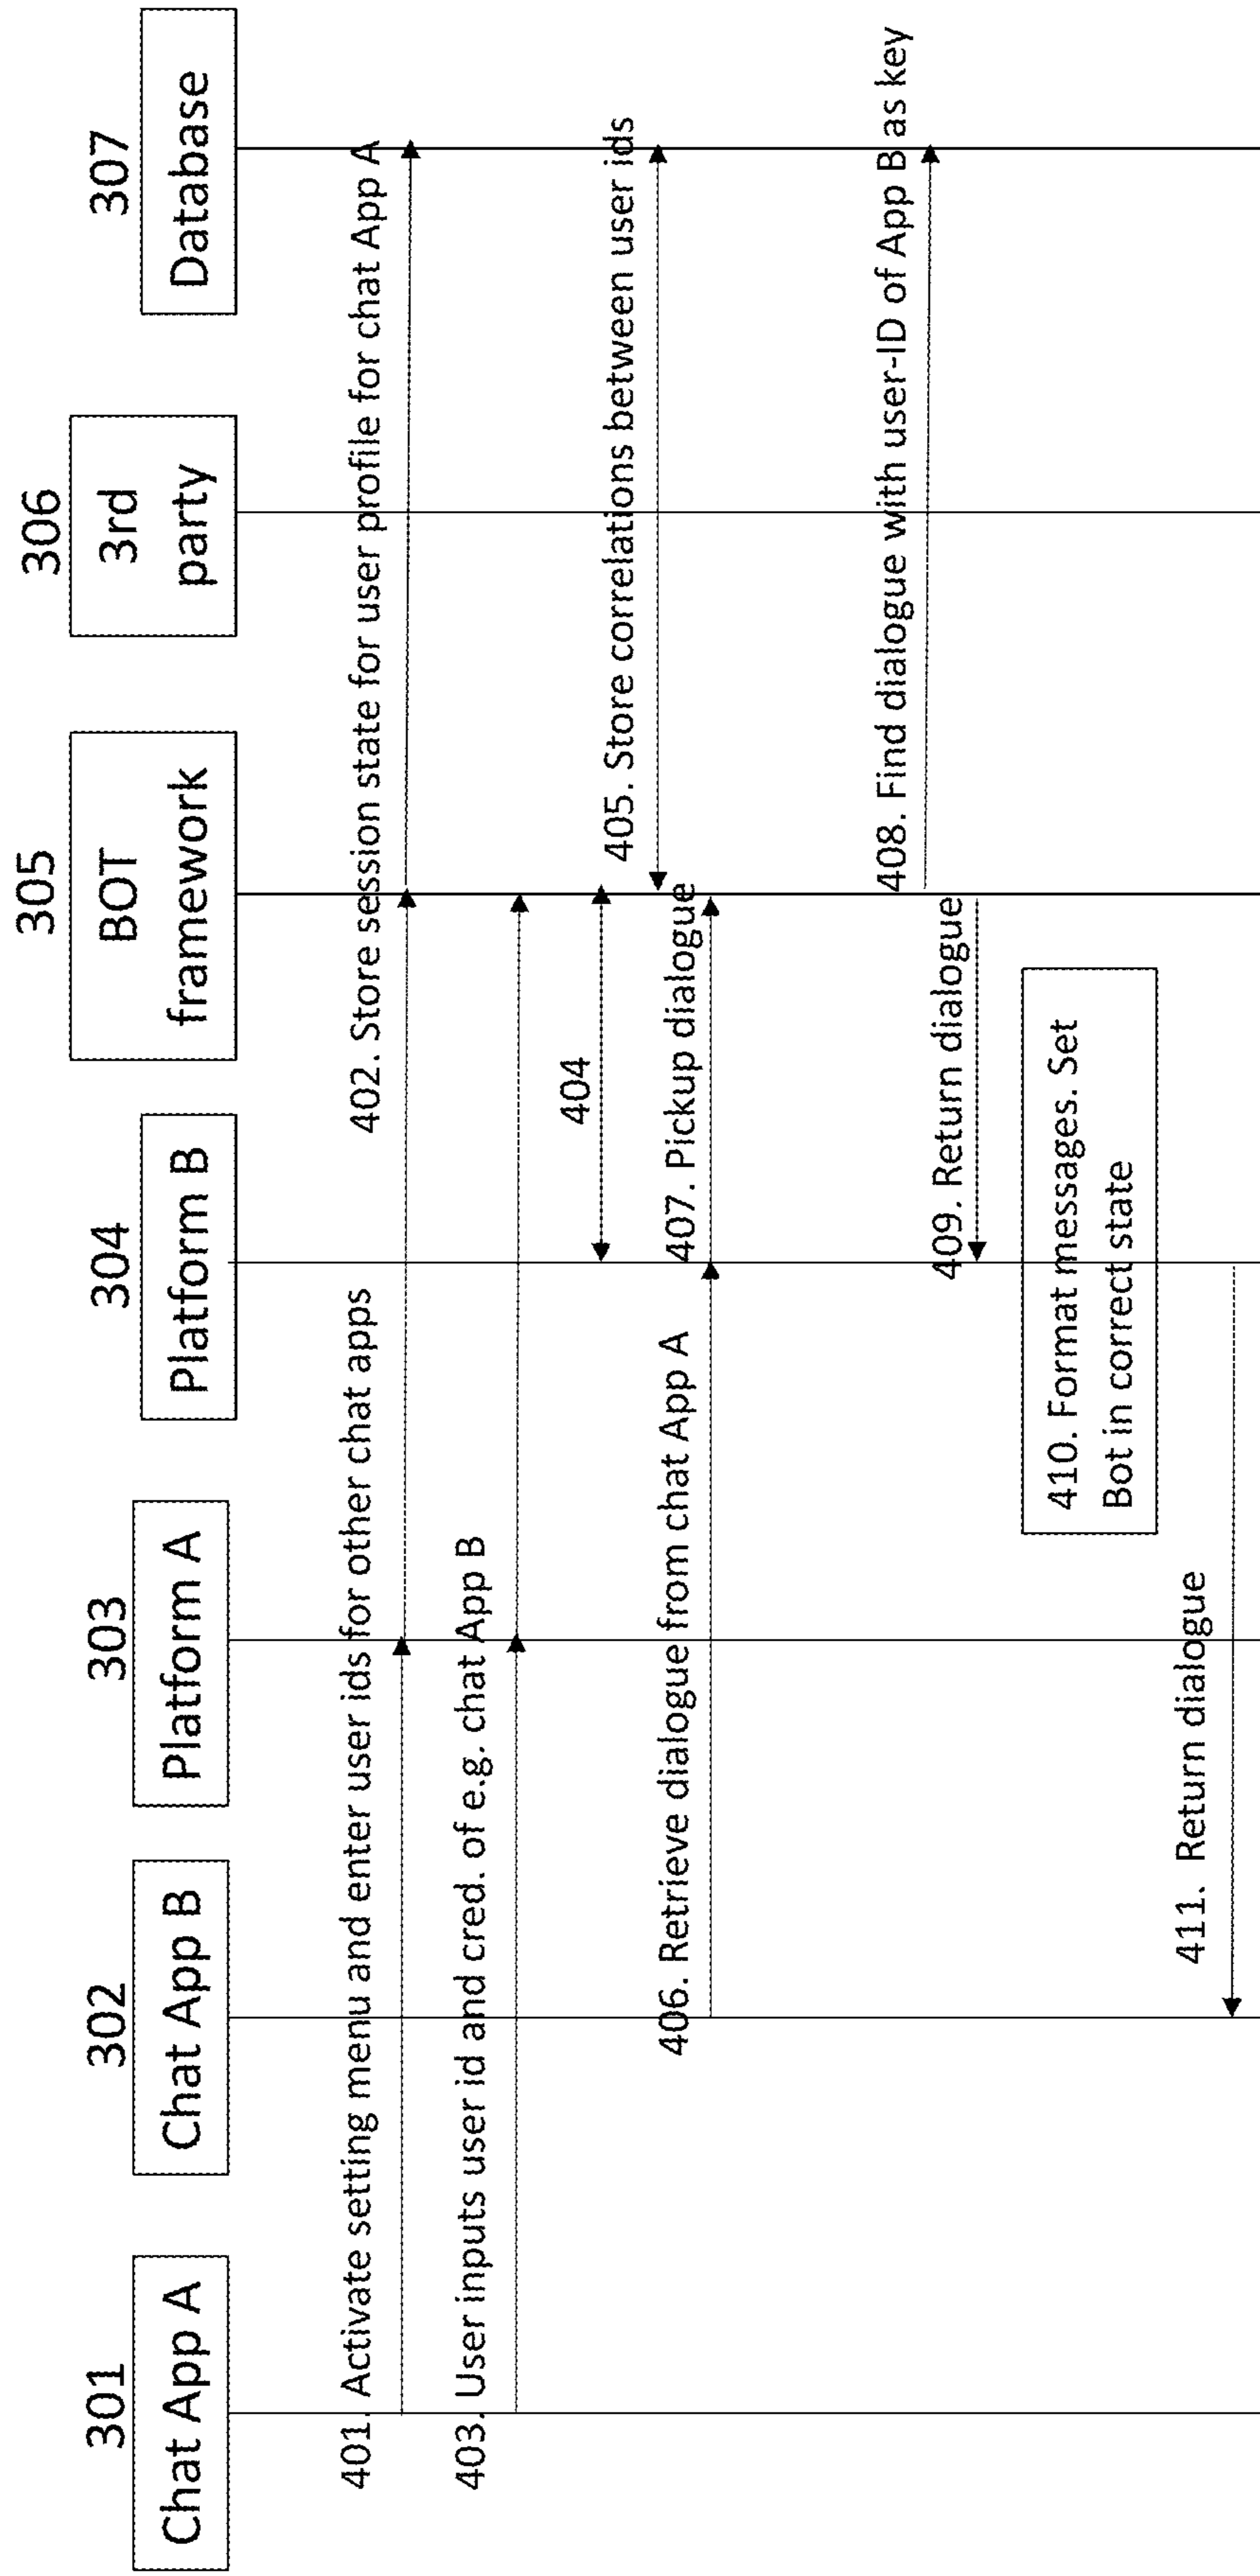 301
Chat App A
302
Chat App B
303
Platform A
304
Platform B
305
BOT
framework
306
3rd
party
307
Database
401. Activate setting menu and enter user ids for other chat apps
402. Store session state for user profile for chat App A
403. User inputs user id and cred. of e.g. chat App B
404
405. Store correlations between user ids
406. Retrieve dialogue from chat App A
407. Pickup dialogue
408. Find dialogue with user-ID of App B as key
409. Return dialogue
410. Format messages. Set
Bot in correct state
411. Return dialogue